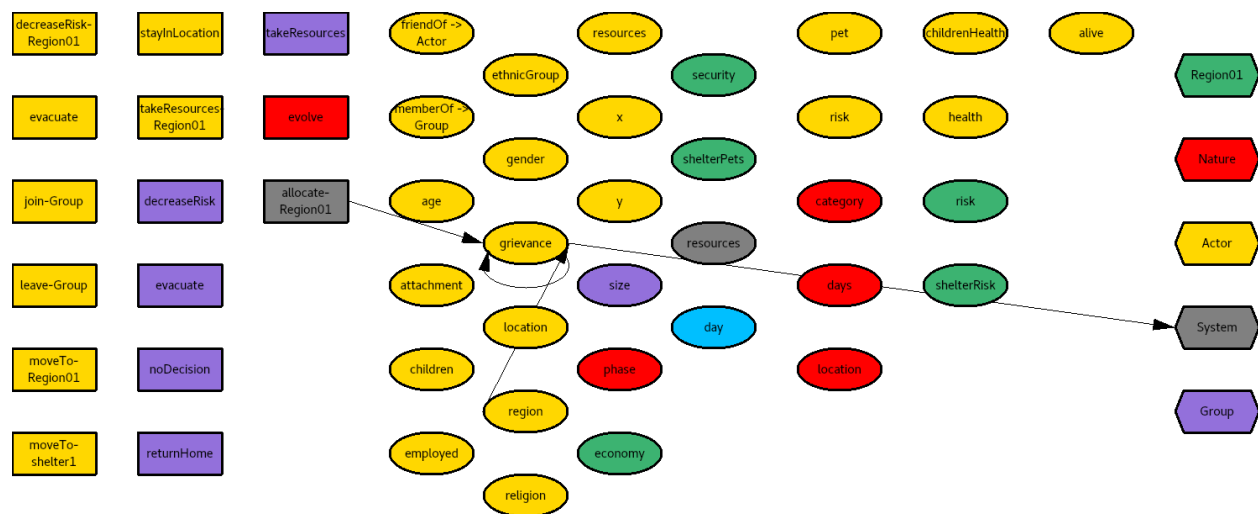 decreaseRisk-
Region01
stayInLocation
takeResources
friendOf ->
Actor
resources
pet
childrenHealth
alive
ethnicGroup
security
Region01
evacuate
takeResources-
Region01
evolve
memberOf ->
Group
x
risk
health
gender
shelterPets
Nature
join-Group
decreaseRisk
allocate-
Region01
age
y
category
risk
grievance
resources
Actor
leave-Group
evacuate
attachment
size
days
shelterRisk
location
day
System
moveTo-
Region01
noDecision
children
phase
location
region
Group
moveTo-
shelter1
returnHome
employed
economy
religion